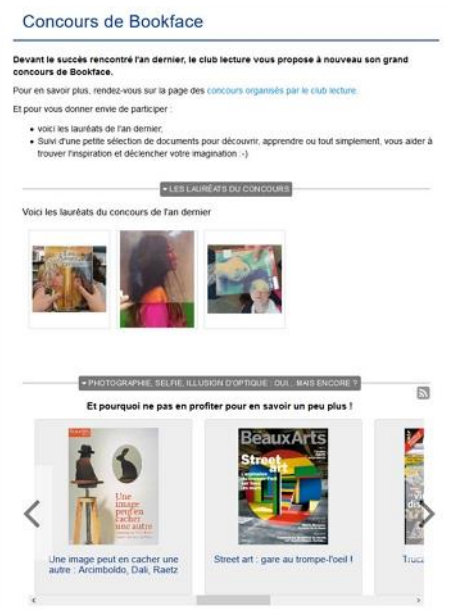 Concours de Bookface
Devant le succès rencontré l'an dernier, le club lecture vous propose à nouveau son grand
concours de Bookface.
Pour en savoir plus, rendez-vous sur la page des concours organisés par le club lecture.
Et pour vous donner envie de participer :
voici les lauréats de l'an dernier,
Suivi d'une petite sélection de documents pour découvrir, apprendre ou tout simplement, vous aider à
trouver l'inspiration et déclencher votre imagination :-)
LES LAURÉATS DU CONCOURS
Voici les lauréats du concours de l'an dernier
PHOTOGRAPHIE, SELFIE, ILLUSION D'OPTIQUE : OUI... MAIS ENCORE ?
Et pourquoi ne pas en profiter pour en savoir un peu plus !
Une
image
peut en
cacher
une autre
BeauxArts
Street
art
Une image peut en cacher une
autre : Arcimboldo, Dali, Raetz
Street art : gare au trompe-l'oeil !
Truca